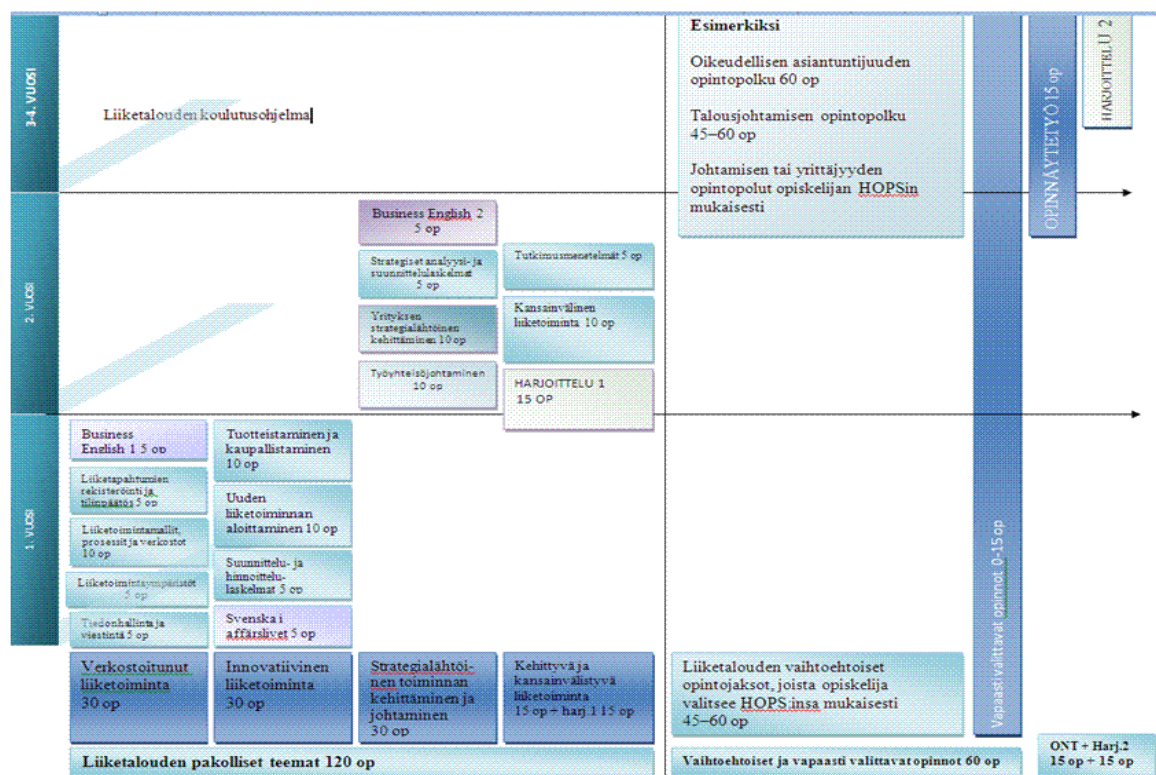 3-4. VUOSI
Liiketalouden koulutusohjelma
Esimerkiksi
Oikeudellisen asiantuntijuuden
opintopolku 60 op
Talousjohtamisen opintopolku
45–60 op
Johtamisen tai yrittäjyyden
opintopolut opiskelijan HOPSin
mukaisesti
OPINNÄYTETYÖ 15 op
HARJOITTELU 2
2. VUOSI
Business English 2
5 op
Strategiset analyysi- ja
suunnittelulaskelmat
5 op
Yrityksen
strategialähtöinen
kehittäminen 10 op
Työyhteisöjohtaminen
10 op
Tutkimusmenetelmät 5 op
Kansainvälinen
liiketoiminta 10 op
HARJOITTELU 1
15 OP
1. VUOSI
Business
English 1 5 op
Liiketapahtumien
rekisteröinti ja
tilinpäätös 5 op
Liiketoimintamallit,
prosessit ja verkostot
10 op
Liiketoimintaympäristöt
5 op
Tiedonhallinta ja
viestintä 5 op
Tuotteistaminen ja
kaupallistaminen
10 op
Uuden
liiketoiminnan
aloittaminen 10 op
Suunnittelu- ja
hinnoittelu-
laskelmat 5 op
Svenska i
affärslivet 5 op
Vapaasti valittavat opinnot 0-15 op
Verkostoitunut
liiketoiminta
30 op
Innovatiivinen
liiketoiminta
30 op
Strategialähtöi-
nen toiminnan
kehittäminen ja
johtaminen
30 op
Kehittyvä ja
kansainvälistyvä
liiketoiminta
15 op + harj.1 15 op
Liiketalouden vaihtoehtoiset
opintojaksot, joista opiskelija
valitsee HOPS:insa mukaisesti
45–60 op
Liiketalouden pakolliset teemat 120 op
Vaihtoehtoiset ja vapaasti valittavat opinnot 60 op
ONT + Harj.2
15 op + 15 op